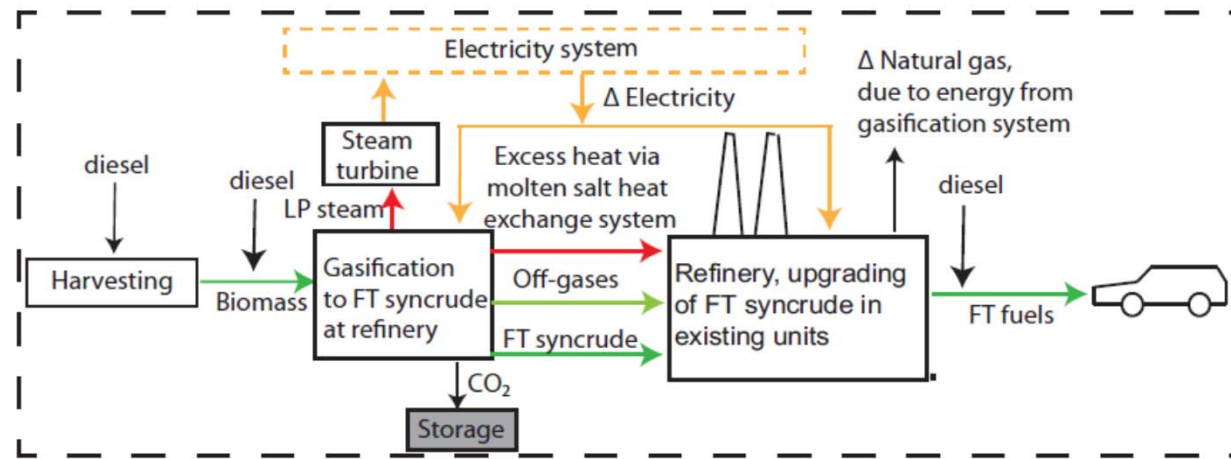 Electricity system
Δ Electricity
Δ Natural gas,
due to energy from
gasification system
Steam
turbine
Excess heat via
molten salt heat
exchange system
diesel
diesel
LP steam
diesel
Harvesting
Biomass
Gasification
to FT syncrude
at refinery
Off-gases
FT syncrude
Refinery, upgrading
of FT syncrude in
existing units
FT fuels
CO₂
Storage